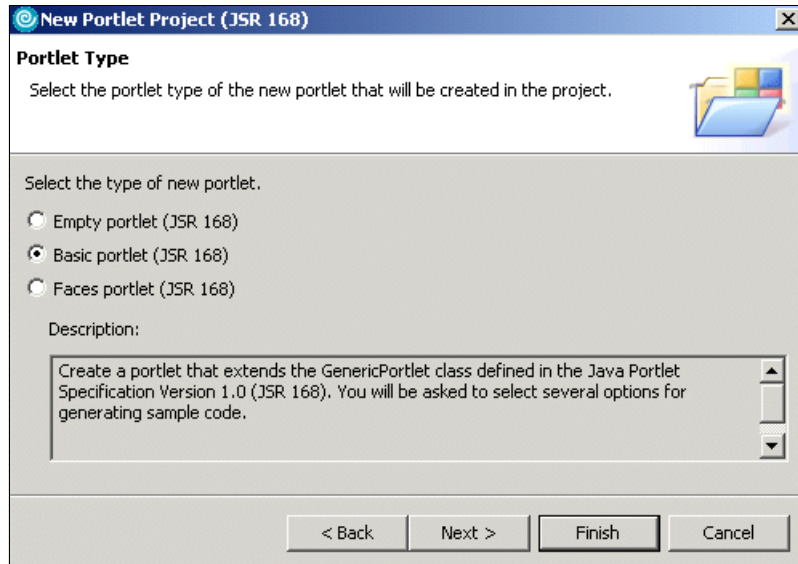 New Portlet Project (JSR 168)
Portlet Type
Select the portlet type of the new portlet that will be created in the project.
Select the type of new portlet.
Empty portlet (JSR 168)
Basic portlet (JSR 168)
Faces portlet (JSR 168)
Description:
Create a portlet that extends the GenericPortlet class defined in the Java Portlet
Specification Version 1.0 (JSR 168). You will be asked to select several options for
generating sample code.
< Back
Next >
Finish
Cancel